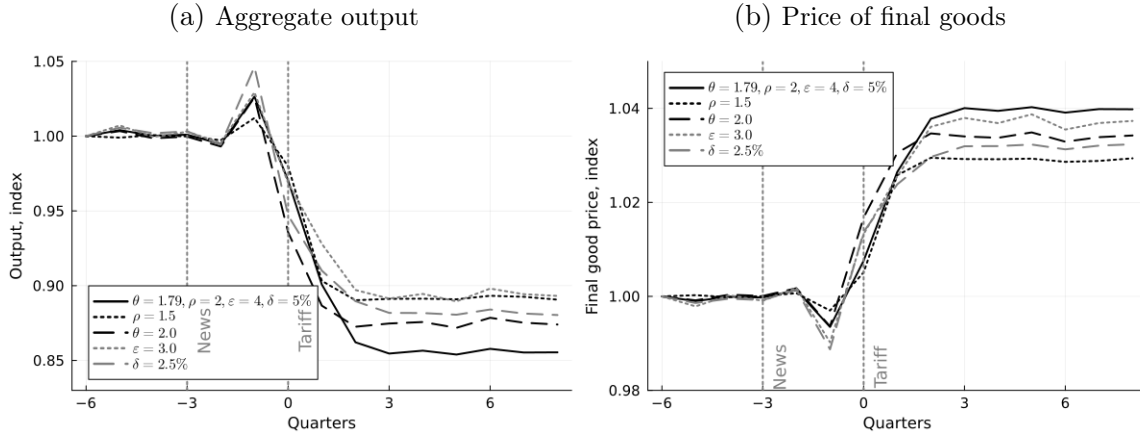 (a) Aggregate output
1.05
1.00
0.95
0.90
0.85
Output, index
θ = 1.79, ρ = 2, ε = 4, δ = 5%
ρ = 1.5
θ = 2.0
ε = 3.0
δ = 2.5%
News
Tariff
−6
−3
0
3
6
Quarters
(b) Price of final goods
1.04
1.02
1.00
0.98
Final good price, index
θ = 1.79, ρ = 2, ε = 4, δ = 5%
ρ = 1.5
θ = 2.0
ε = 3.0
δ = 2.5%
News
Tariff
−6
−3
0
3
6
Quarters